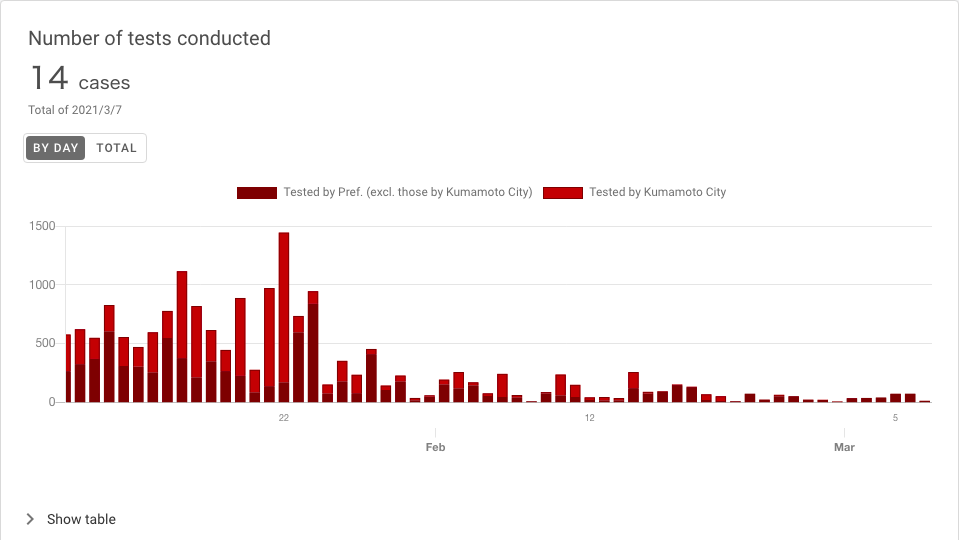 Number of tests conducted
14 cases
Total of 2021/3/7
BY DAY TOTAL
Tested by Pref. (excl. those by Kumamoto City) Tested by Kumamoto City
1500
1000
500
0
22 12 5
Feb Mar
Show table